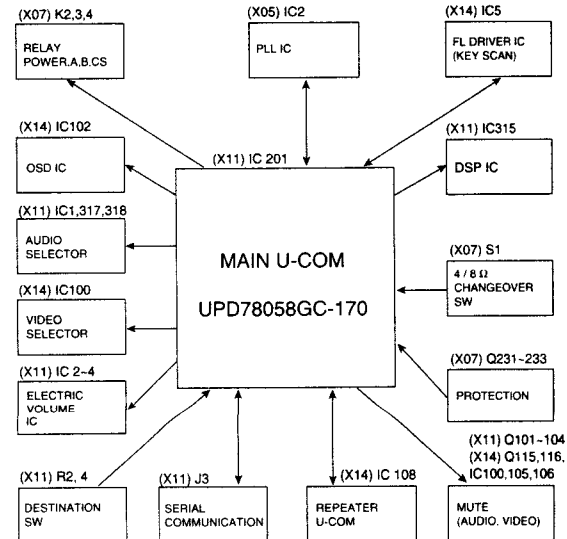 (X07) K2,3,4
RELAY
POWER.A,B.CS
(X05) IC2
PLL IC
(X14) IC5
FL DRIVER IC
(KEY SCAN)
(X14) IC102
OSD IC
(X11) IC 201
(X11) IC315
DSP IC
(X11) IC1,317,318
AUDIO
SELECTOR
MAIN U-COM
UPD78058GC-170
(X07) S1
4 / 8 Ω
CHANGEOVER
SW
(X14) IC100
VIDEO
SELECTOR
(X11) IC 2~4
ELECTRIC
VOLUME
IC
(X07) Q231~233
PROTECTION
(X11) R2, 4
DESTINATION
SW
(X11) J3
SERIAL
COMMUNICATION
(X14) IC 108
REPEATER
U-COM
(X11) Q101~104
(X14) Q115,116,
IC100,105,106
MUTE
(AUDIO. VIDEO)